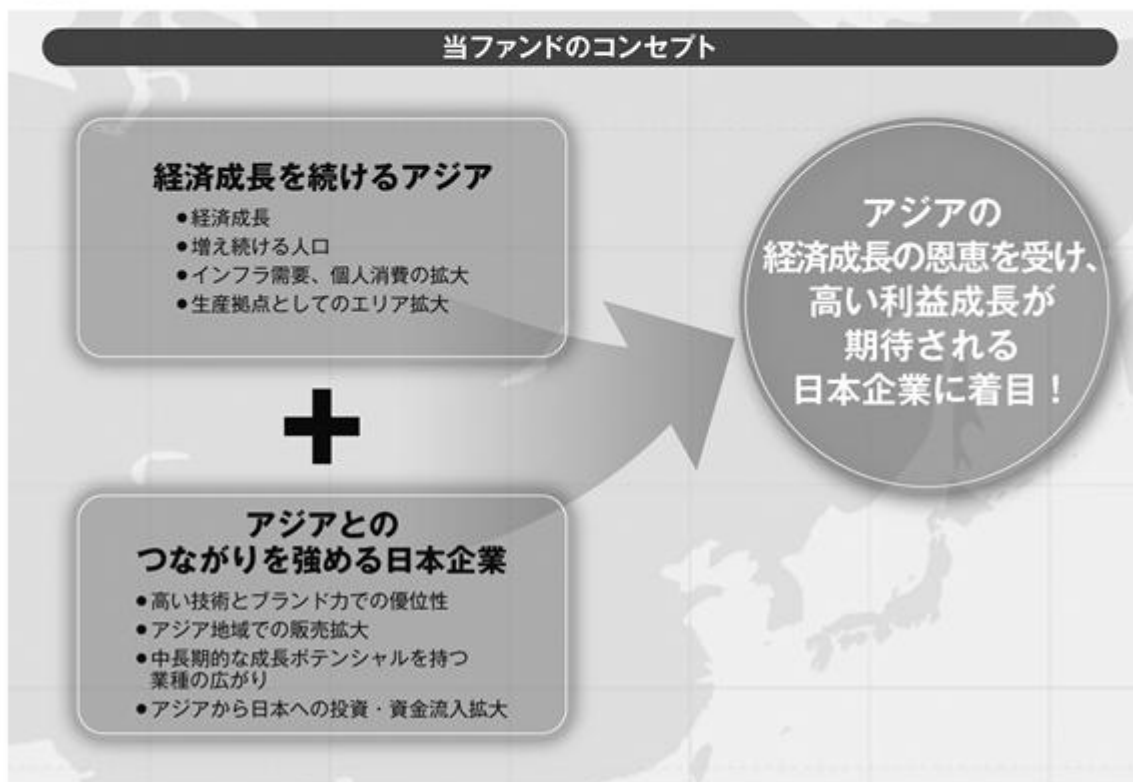 当ファンドのコンセプト
経済成長を続けるアジア
●経済成長
●増え続ける人口
●インフラ需要、個人消費の拡大
●生産拠点としてのエリア拡大
+
アジアとの
つながりを強める日本企業
●高い技術とブランド力での優位性
●アジア地域での販売拡大
●中長期的な成長ポテンシャルを持つ
業種の広がり
●アジアから日本への投資・資金流入拡大
アジアの
経済成長の恩恵を受け、
高い利益成長が
期待される
日本企業に着目！